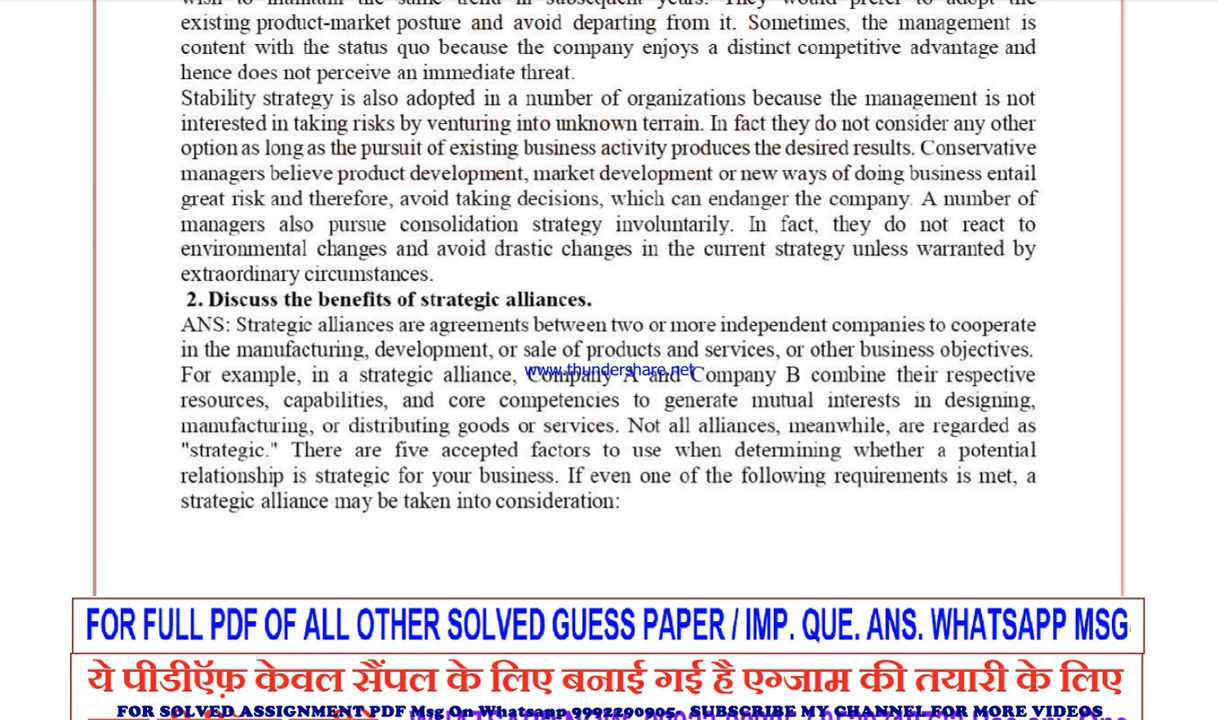 existing product-market posture and avoid departing from it. Sometimes, the management is
content with the status quo because the company enjoys a distinct competitive advantage and
hence does not perceive an immediate threat.
Stability strategy is also adopted in a number of organizations because the management is not
interested in taking risks by venturing into unknown terrain. In fact they do not consider any other
option as long as the pursuit of existing business activity produces the desired results. Conservative
managers believe product development, market development or new ways of doing business entail
great risk and therefore, avoid taking decisions, which can endanger the company. A number of
managers also pursue consolidation strategy involuntarily. In fact, they do not react to
environmental changes and avoid drastic changes in the current strategy unless warranted by
extraordinary circumstances.
2. Discuss the benefits of strategic alliances.
ANS: Strategic alliances are agreements between two or more independent companies to cooperate
in the manufacturing, development, or sale of products and services, or other business objectives.
www.thundershare.net
For example, in a strategic alliance, Company A and Company B combine their respective
resources, capabilities, and core competencies to generate mutual interests in designing,
manufacturing, or distributing goods or services. Not all alliances, meanwhile, are regarded as
"strategic." There are five accepted factors to use when determining whether a potential
relationship is strategic for your business. If even one of the following requirements is met, a
strategic alliance may be taken into consideration:
FOR FULL PDF OF ALL OTHER SOLVED GUESS PAPER / IMP. QUE. ANS. WHATSAPP MSG
ये पीडीऍफ़ केवल सैंपल के लिए बनाई गई है एग्जाम की तयारी के लिए
FOR SOLVED ASSIGNMENT PDF Msg On Whatsapp 9992290905- SUBSCRIBE MY CHANNEL FOR MORE VIDEOS